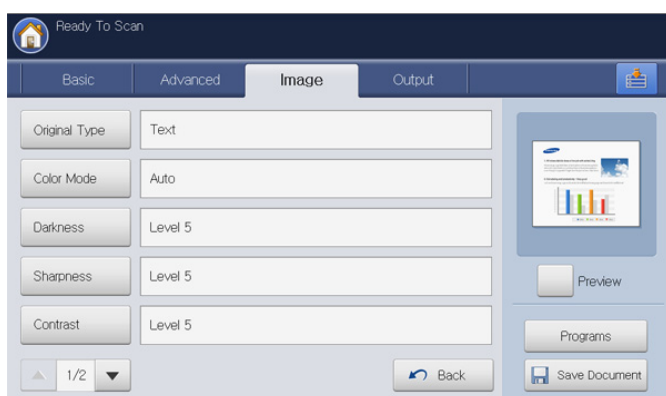 Ready To Scan
Basic
Advanced
Image
Output
Original Type
Text
Color Mode
Auto
Darkness
Level 5
Sharpness
Level 5
Contrast
Level 5
Preview
Programs
1/2
Back
Save Document